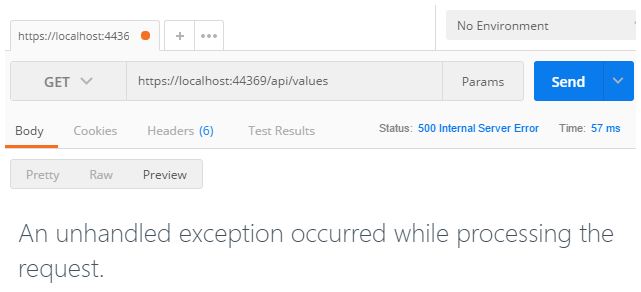 https://localhost:4436
+
•••
No Environment
GET
https://localhost:44369/api/values
Params
Send
Body Cookies Headers (6) Test Results Status: 500 Internal Server Error Time: 57 ms
Pretty Raw Preview
An unhandled exception occurred while processing the
request.